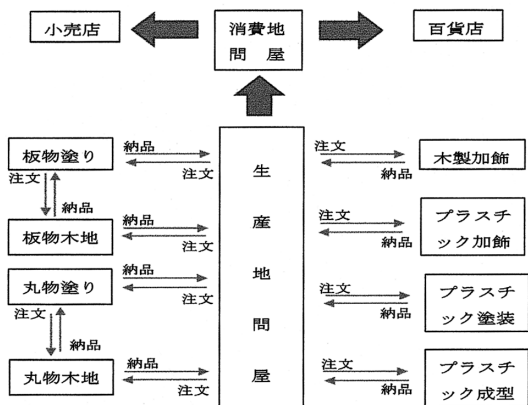 小売店
消費地
問　屋
百貨店
板物塗り
納品
注文
注文
納品
板物木地
納品
注文
丸物塗り
納品
注文
注文
納品
丸物木地
納品
注文
生
産
地
問
屋
注文
納品
木製加飾
注文
納品
プラスチ
ック加飾
注文
納品
プラスチ
ック塗装
注文
納品
プラスチ
ック成型